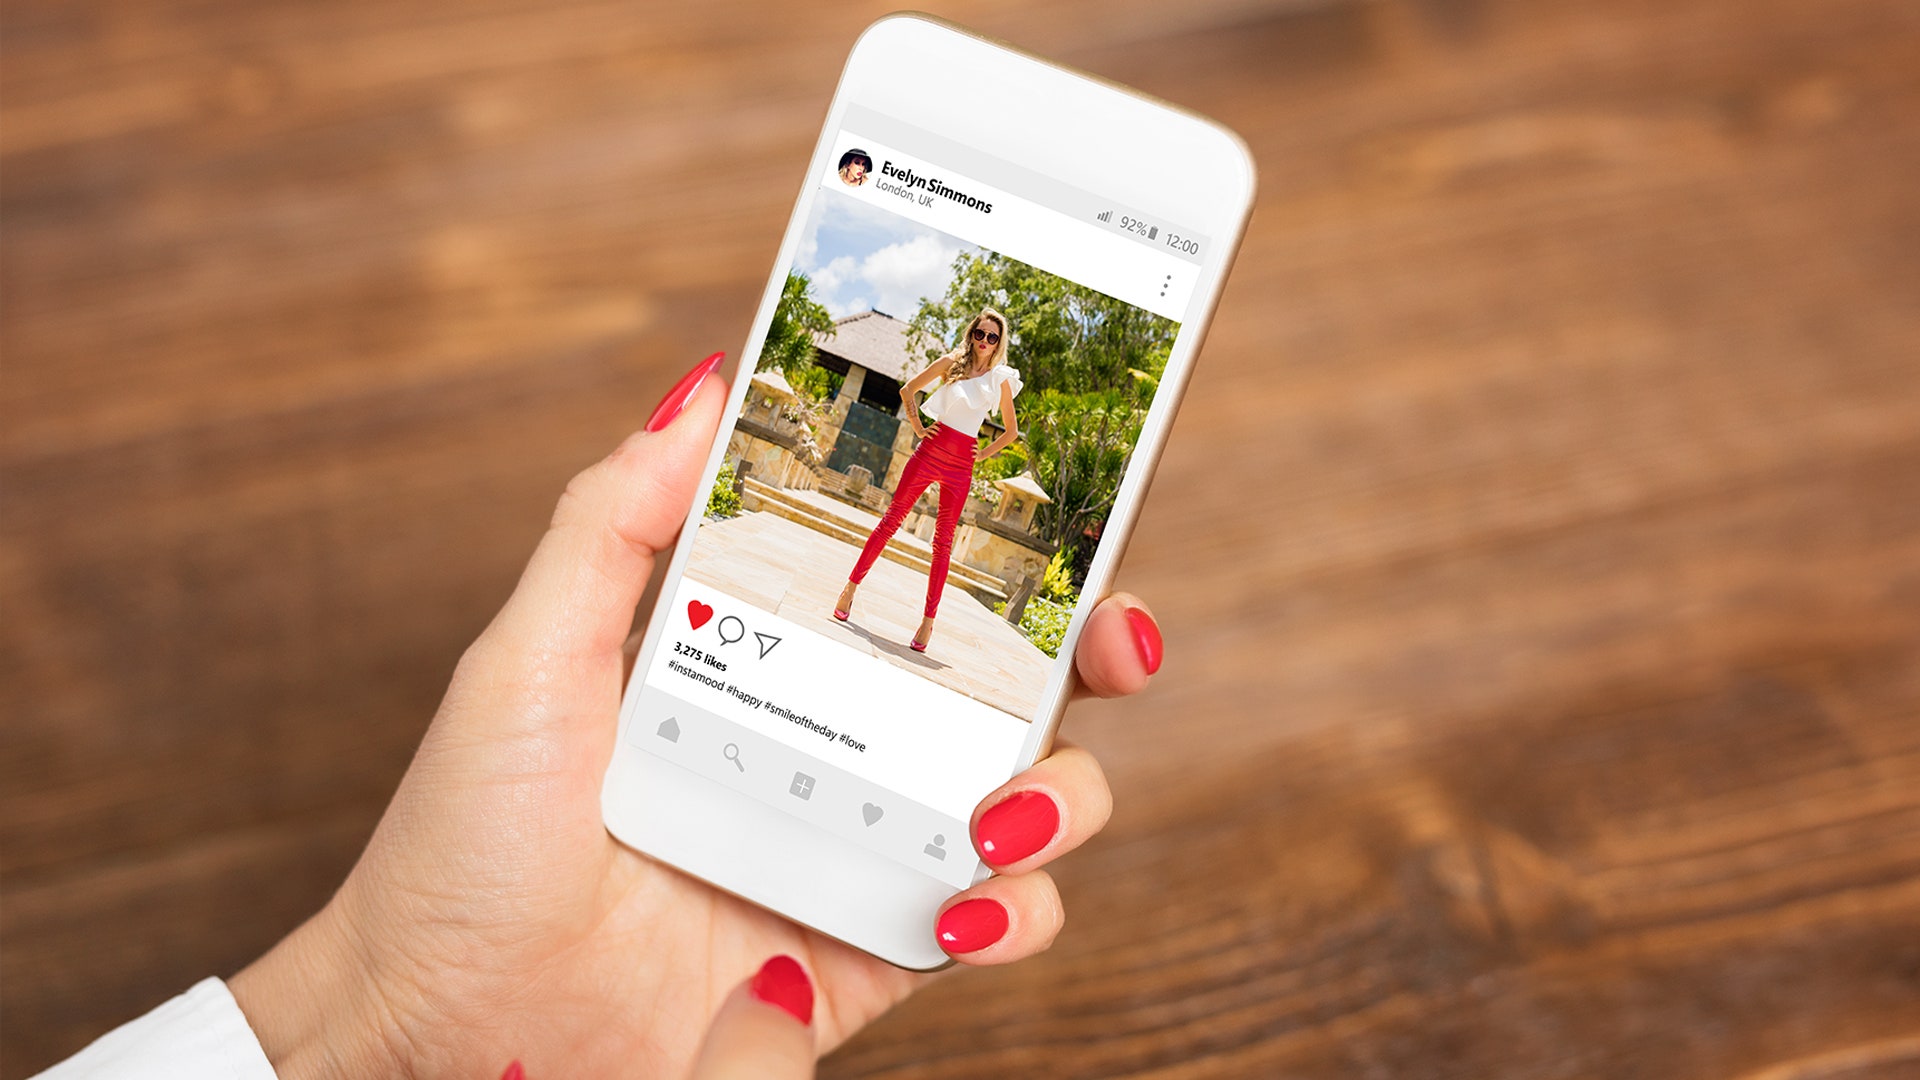 92% 12:00
Evelyn Simmons
London, UK
3,275 likes
#instamood #happy #smileoftheday #love